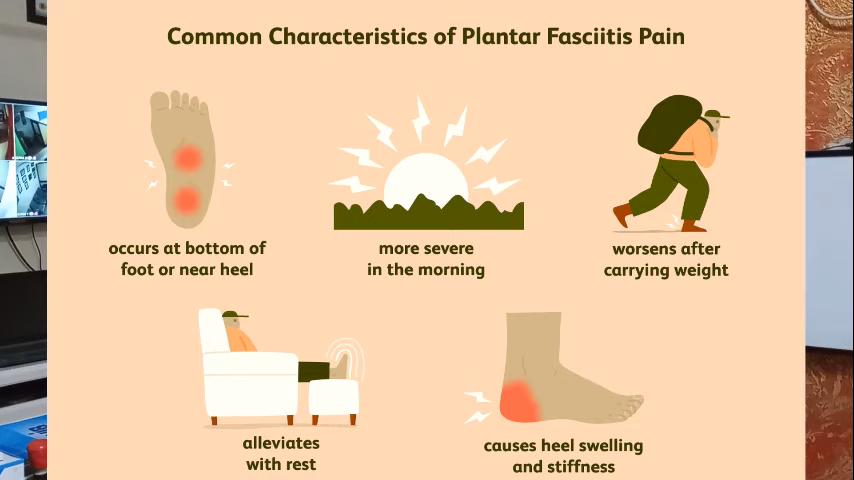 Common Characteristics of Plantar Fasciitis Pain
occurs at bottom of
foot or near heel
more severe
in the morning
worsens after
carrying weight
alleviates
with rest
causes heel swelling
and stiffness